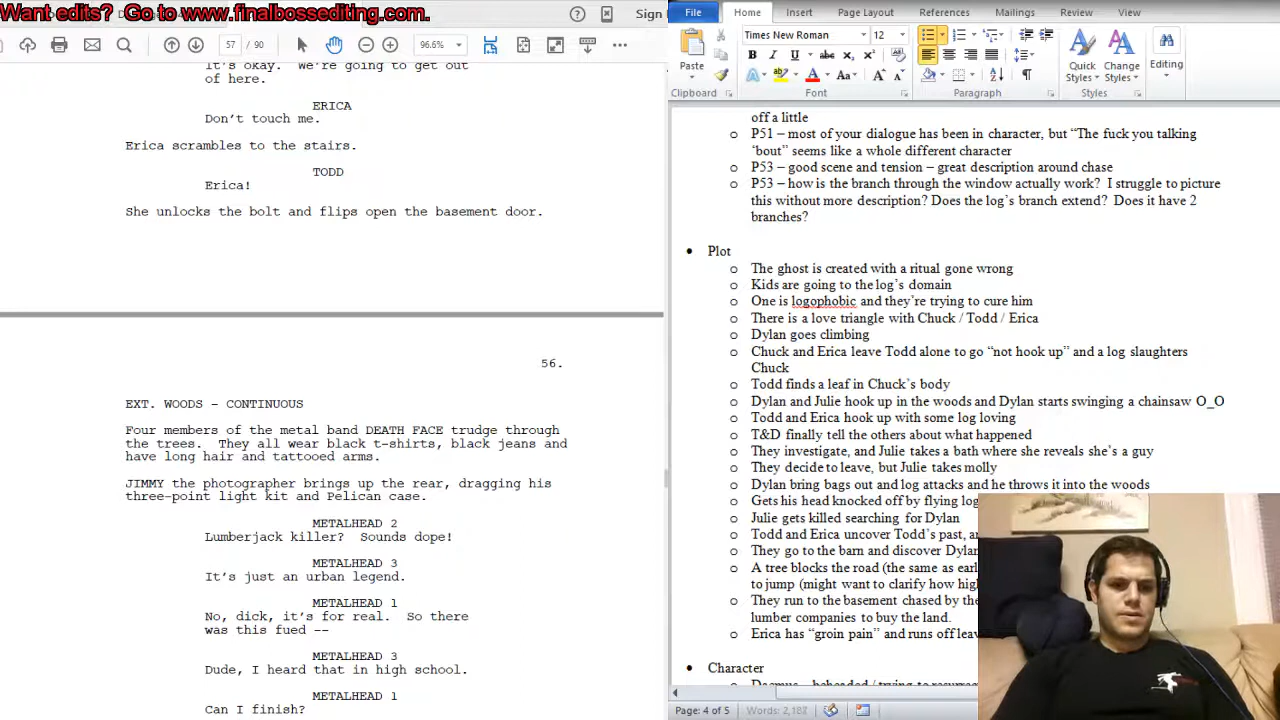 Want edits? Go to www.finalbossediting.com.
Sign
96.6%
It's okay. We're going to get out
of here.
ERICA
Don't touch me.
Erica scrambles to the stairs.
TODD
Erica!
She unlocks the bolt and flips open the basement door.
56.
EXT. WOODS - CONTINUOUS
Four members of the metal band DEATH FACE trudge through
the trees. They all wear black t-shirts, black jeans and
have long hair and tattooed arms.
JIMMY the photographer brings up the rear, dragging his
three-point light kit and Pelican case.
METALHEAD 2
Lumberjack killer? Sounds dope!
METALHEAD 3
It's just an urban legend.
METALHEAD 1
No, dick, it's for real. So there
was this fued --
METALHEAD 3
Dude, I heard that in high school.
METALHEAD 1
Can I finish?
File Home Insert Page Layout References Mailings Review View
Times New Roman 12
Paste
B I U abc x₂ x²
A Aa A A
Quick Styles
Change Styles
Editing
Clipboard Font Paragraph Styles
off a little
o P51 – most of your dialogue has been in character, but “The fuck you talking
‘bout” seems like a whole different character
o P53 – good scene and tension – great description around chase
o P53 – how is the branch through the window actually work? I struggle to picture
this without more description? Does the log’s branch extend? Does it have 2
branches?
• Plot
o The ghost is created with a ritual gone wrong
o Kids are going to the log’s domain
o One is logophobic and they’re trying to cure him
o There is a love triangle with Chuck / Todd / Erica
o Dylan goes climbing
o Chuck and Erica leave Todd alone to go “not hook up” and a log slaughters
Chuck
o Todd finds a leaf in Chuck’s body
o Dylan and Julie hook up in the woods and Dylan starts swinging a chainsaw O_O
o Todd and Erica hook up with some log loving
o T&D finally tell the others about what happened
o They investigate, and Julie takes a bath where she reveals she’s a guy
o They decide to leave, but Julie takes molly
o Dylan bring bags out and log attacks and he throws it into the woods
o Gets his head knocked off by flying log
o Julie gets killed searching for Dylan
o Todd and Erica uncover Todd’s past,
o They go to the barn and discover
o A tree blocks the road (the same as
to jump (might want to clarify how
o They run to the basement chased by
lumber companies to buy the land.
o Erica has “groin pain” and runs off
• Character
Page: 4 of 5